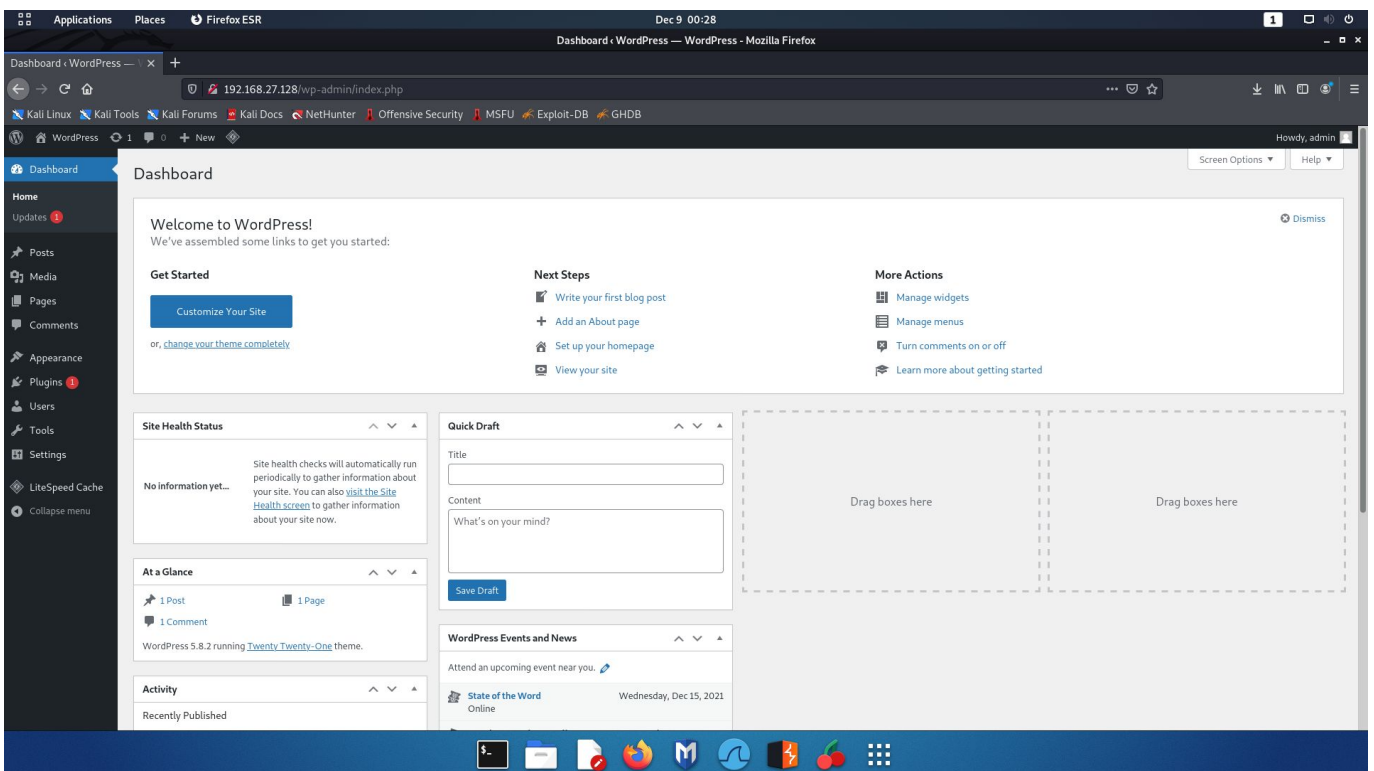 Applications Places Firefox ESR Dec 9 00:28 1
Dashboard ‹ WordPress — WordPress - Mozilla Firefox
Dashboard ‹ WordPress —
192.168.27.128/wp-admin/index.php
Kali Linux Kali Tools Kali Forums Kali Docs NetHunter Offensive Security MSFU Exploit-DB GHDB
WordPress 1 0 + New Howdy, admin
Screen Options ▼ Help ▼
Dashboard
Home
Updates 1
Posts
Media
Pages
Comments
Appearance
Plugins 1
Users
Tools
Settings
LiteSpeed Cache
Collapse menu
Dashboard
Welcome to WordPress!
We've assembled some links to get you started:
Dismiss
Get Started
Customize Your Site
or, change your theme completely
Next Steps
Write your first blog post
Add an About page
Set up your homepage
View your site
More Actions
Manage widgets
Manage menus
Turn comments on or off
Learn more about getting started
Site Health Status
No information yet...
Site health checks will automatically run
periodically to gather information about
your site. You can also visit the Site
Health screen to gather information
about your site now.
At a Glance
1 Post 1 Page
1 Comment
WordPress 5.8.2 running Twenty Twenty-One theme.
Activity
Recently Published
Quick Draft
Title
Content
What's on your mind?
Save Draft
WordPress Events and News
Attend an upcoming event near you.
State of the Word Wednesday, Dec 15, 2021
Online
Drag boxes here
Drag boxes here
$_